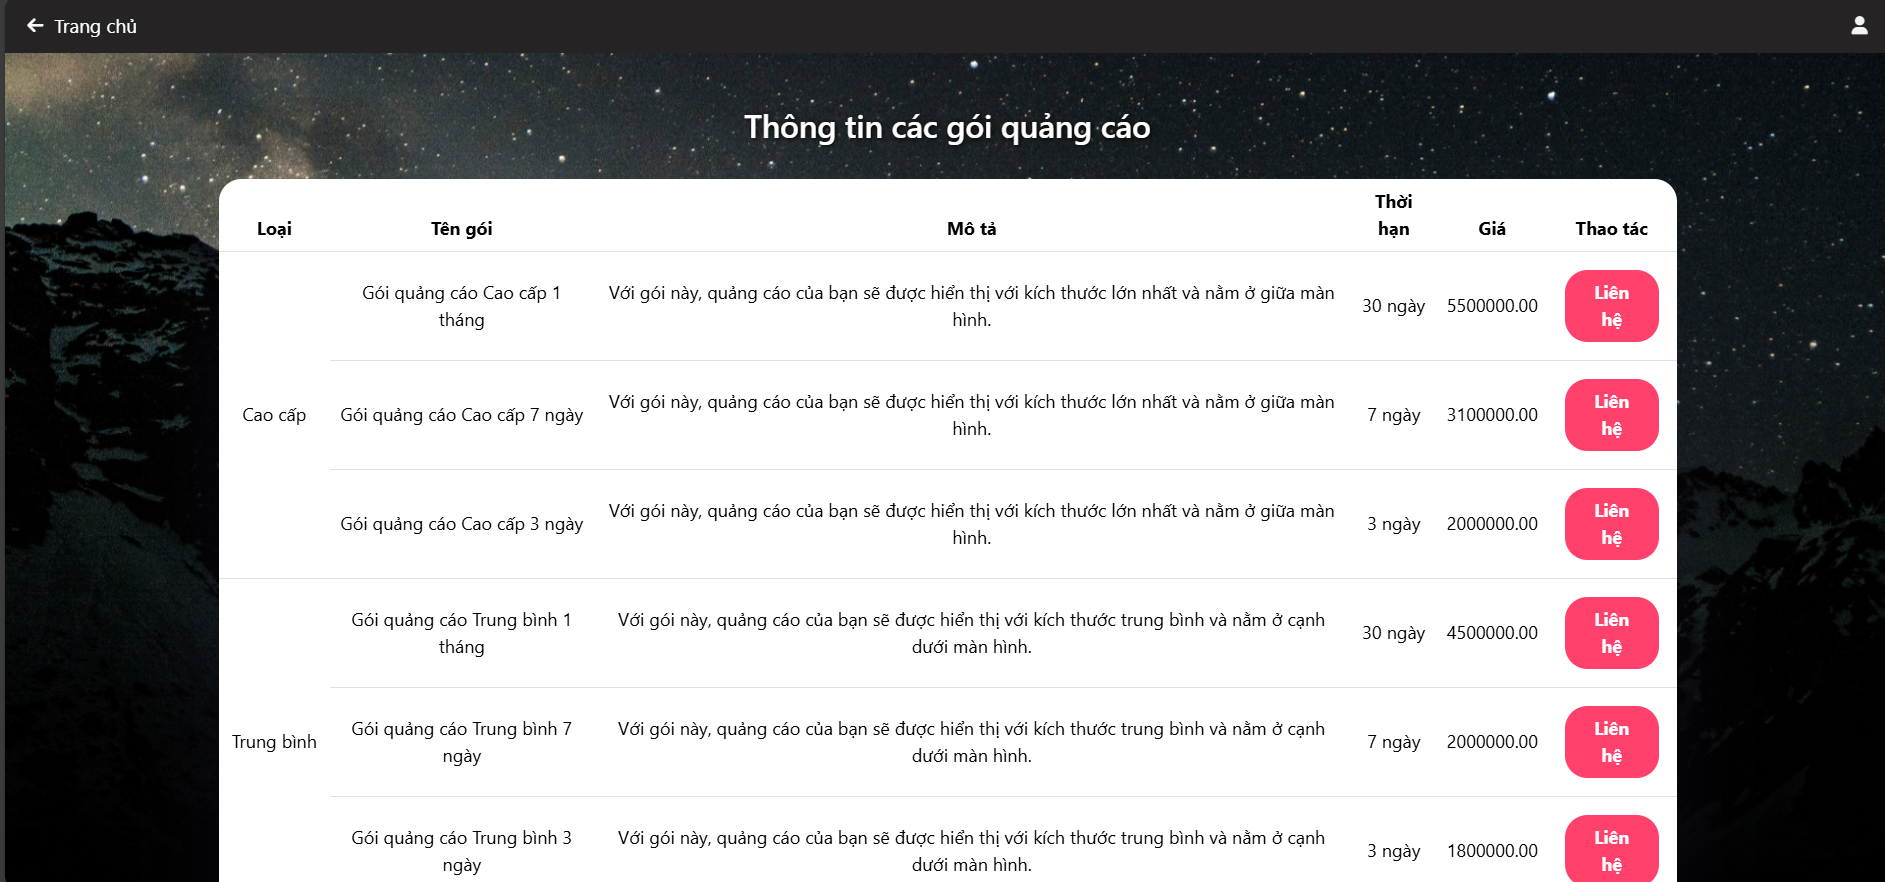 Trang chủ
Thông tin các gói quảng cáo
Loại
Tên gói
Mô tả
Thời
hạn
Giá
Thao tác
Cao cấp
Gói quảng cáo Cao cấp 1
tháng
Với gói này, quảng cáo của bạn sẽ được hiển thị với kích thước lớn nhất và nằm ở giữa màn
hình.
30 ngày
5500000.00
Liên
hệ
Gói quảng cáo Cao cấp 7 ngày
Với gói này, quảng cáo của bạn sẽ được hiển thị với kích thước lớn nhất và nằm ở giữa màn
hình.
7 ngày
3100000.00
Liên
hệ
Gói quảng cáo Cao cấp 3 ngày
Với gói này, quảng cáo của bạn sẽ được hiển thị với kích thước lớn nhất và nằm ở giữa màn
hình.
3 ngày
2000000.00
Liên
hệ
Trung bình
Gói quảng cáo Trung bình 1
tháng
Với gói này, quảng cáo của bạn sẽ được hiển thị với kích thước trung bình và nằm ở cạnh
dưới màn hình.
30 ngày
4500000.00
Liên
hệ
Gói quảng cáo Trung bình 7
ngày
Với gói này, quảng cáo của bạn sẽ được hiển thị với kích thước trung bình và nằm ở cạnh
dưới màn hình.
7 ngày
2000000.00
Liên
hệ
Gói quảng cáo Trung bình 3
ngày
Với gói này, quảng cáo của bạn sẽ được hiển thị với kích thước trung bình và nằm ở cạnh
dưới màn hình.
3 ngày
1800000.00
Liên
hệ